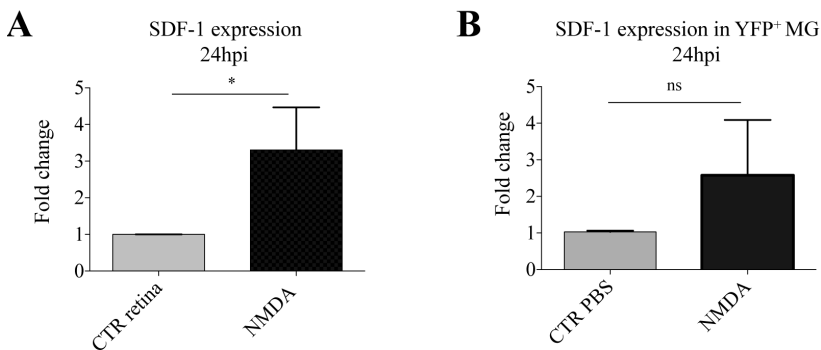 A
SDF-1 expression
24hpi
*
5
4
3
2
1
0
Fold change
CTR retina
NMDA
B
SDF-1 expression in YFP⁺ MG
24hpi
ns
5
4
3
2
1
0
Fold change
CTR PBS
NMDA